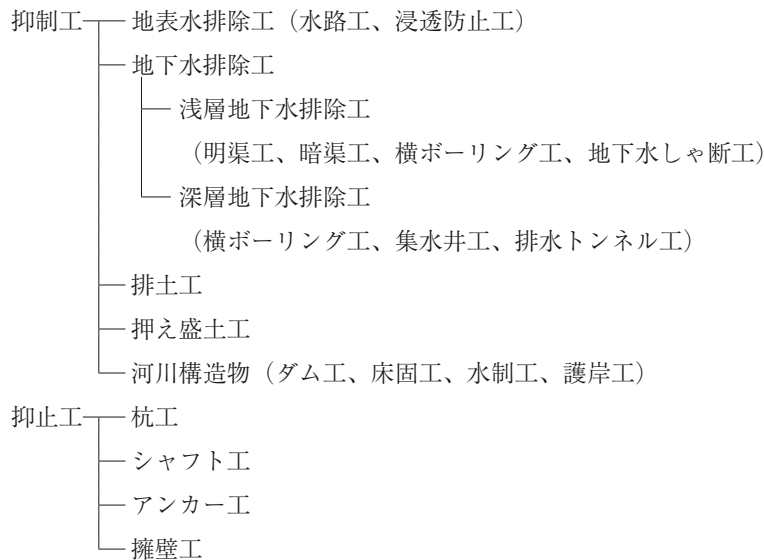 抑制工 地表水排除工（水路工、浸透防止工）
地下水排除工
浅層地下水排除工
（明渠工、暗渠工、横ボーリング工、地下水しゃ断工）
深層地下水排除工
（横ボーリング工、集水井工、排水トンネル工）
排土工
押え盛土工
河川構造物（ダム工、床固工、水制工、護岸工）
抑止工 杭工
シャフト工
アンカー工
擁壁工